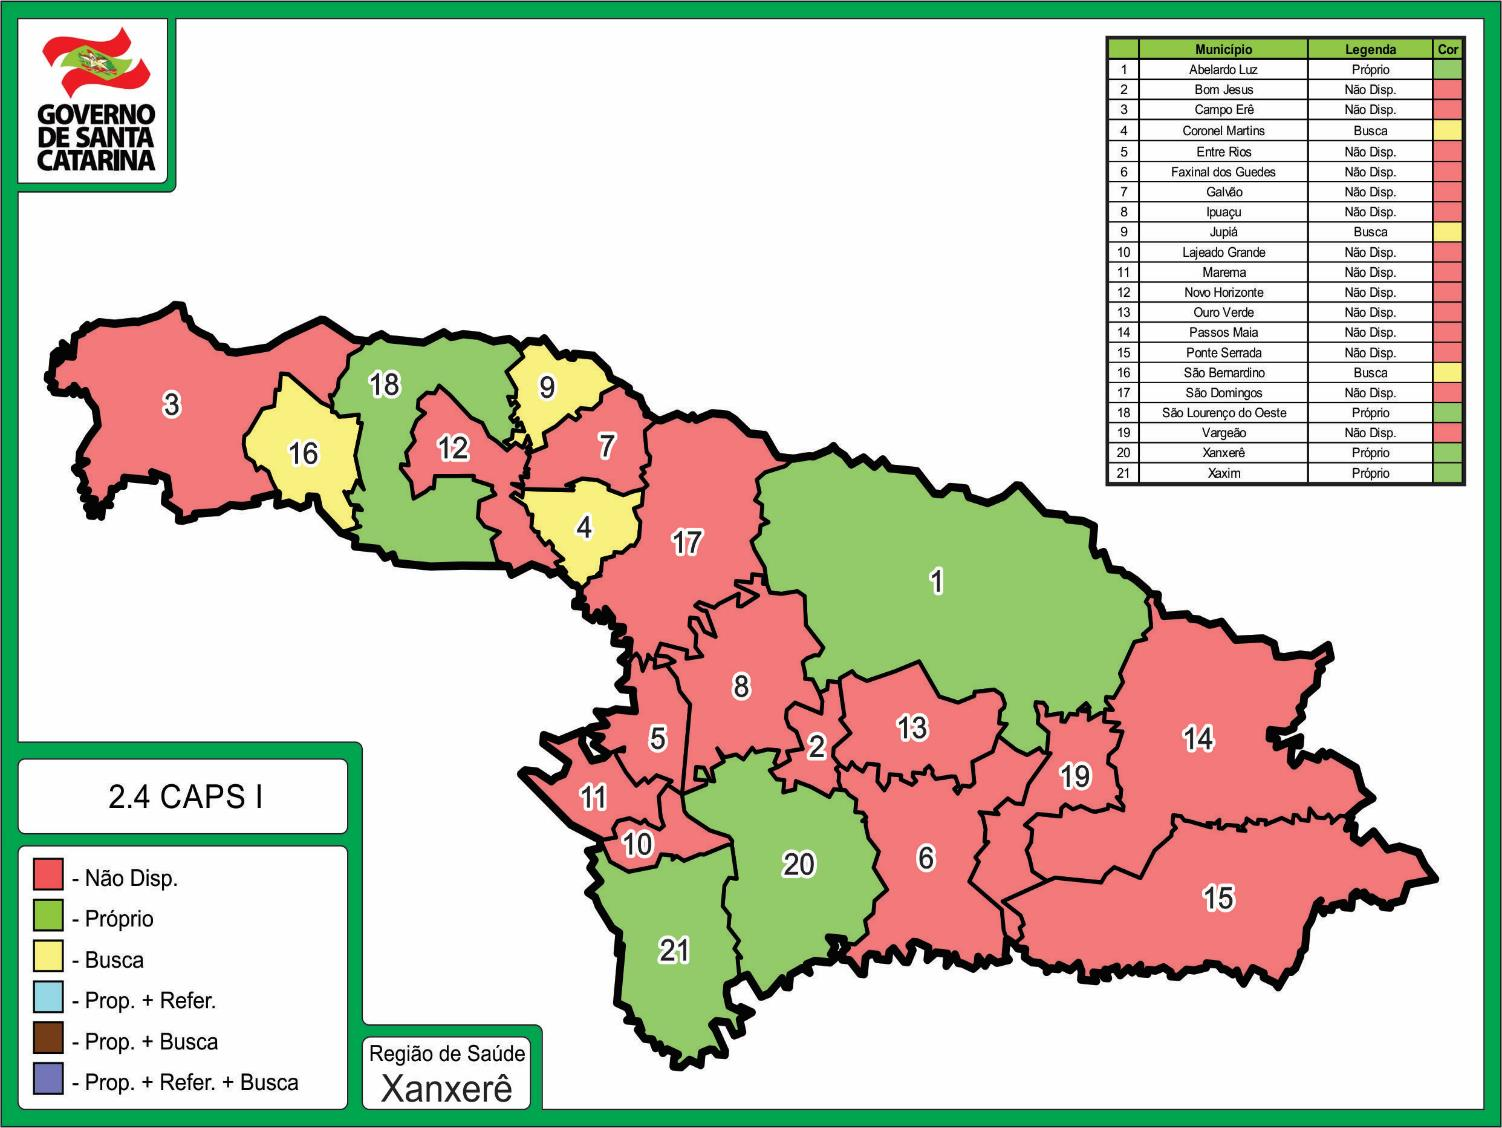 GOVERNO
DE SANTA
CATARINA
Município Legenda Cor
1 Abelardo Luz Próprio
2 Bom Jesus Não Disp.
3 Campo Erê Não Disp.
4 Coronel Martins Busca
5 Entre Rios Não Disp.
6 Faxinal dos Guedes Não Disp.
7 Galvão Não Disp.
8 Ipuaçu Não Disp.
9 Jupiá Busca
10 Lajeado Grande Não Disp.
11 Marema Não Disp.
12 Novo Horizonte Não Disp.
13 Ouro Verde Não Disp.
14 Passos Maia Não Disp.
15 Ponte Serrada Não Disp.
16 São Bernardino Busca
17 São Domingos Não Disp.
18 São Lourenço do Oeste Próprio
19 Vargeão Não Disp.
20 Xanxerê Próprio
21 Xaxim Próprio
3
16
18
12
9
7
4
17
1
8
5
2
13
19
14
11
10
20
6
15
21
2.4 CAPS I
- Não Disp.
- Próprio
- Busca
- Prop. + Refer.
- Prop. + Busca
- Prop. + Refer. + Busca
Região de Saúde
Xanxerê